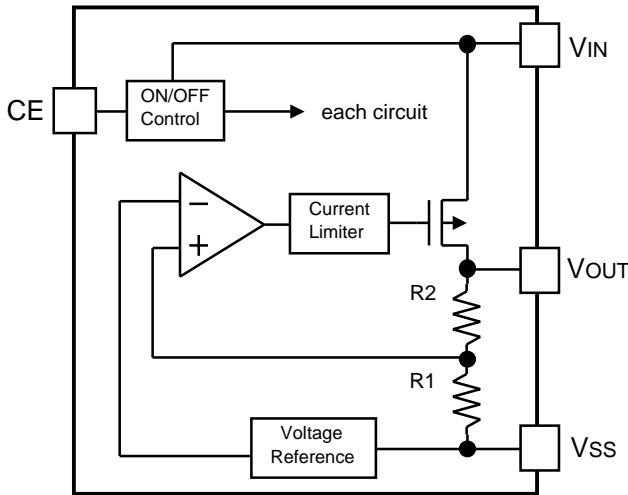 VIN
CE
ON/OFF
Control
each circuit
−
+
Current
Limiter
VOUT
R2
R1
Voltage
Reference
VSS